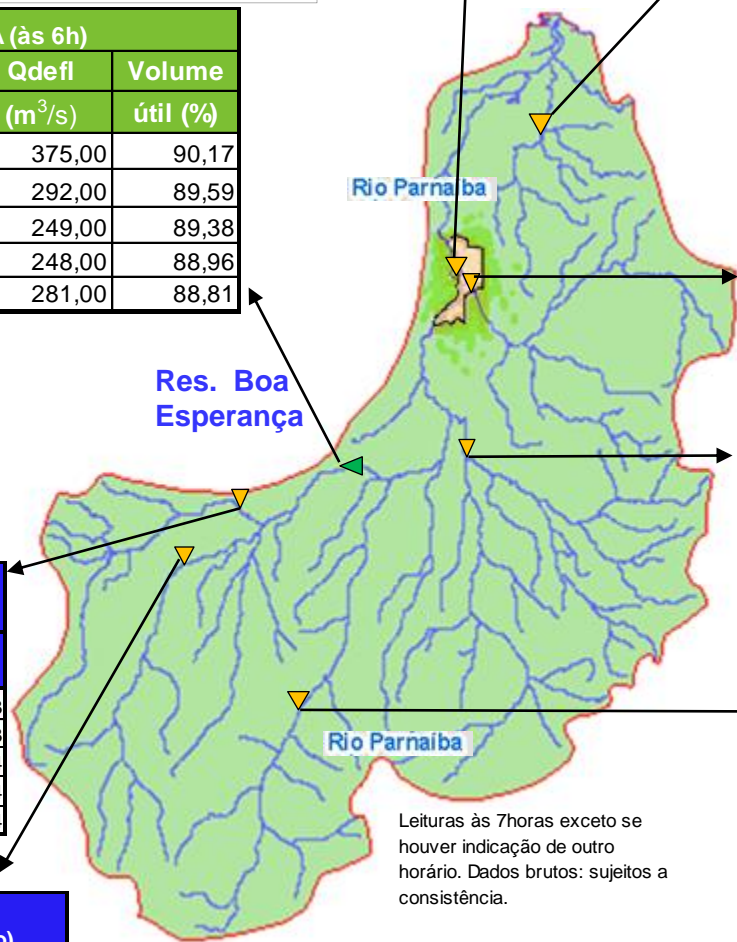 A (às 6h)
Qdefl Volume
(m³/s) útil (%)
375,00 90,17
292,00 89,59
249,00 89,38
248,00 88,96
281,00 88,81
Rio Parnaíba
Res. Boa
Esperança
Rio Parnaíba
Leituras às 7horas exceto se
houver indicação de outro
horário. Dados brutos: sujeitos a
consistência.